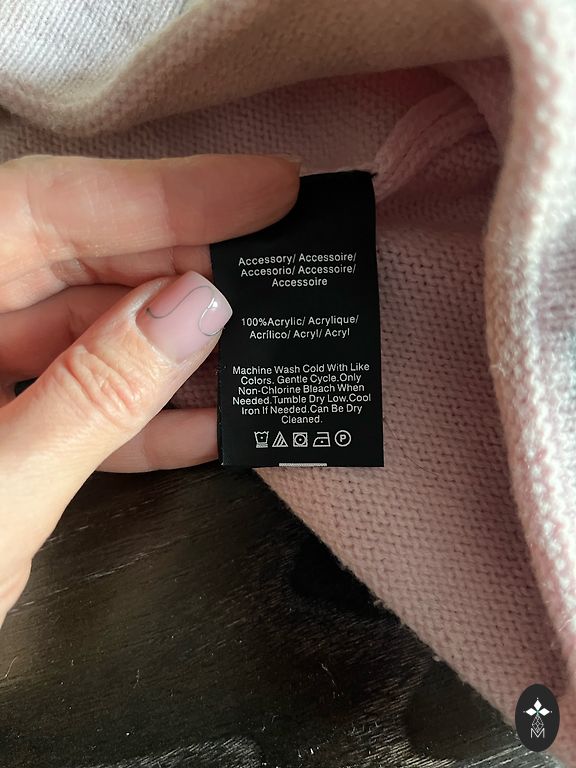 Accessory/ Accessoire/
Accesorio/ Accessoire/
Accessoire
100%Acrylic/ Acrylique/
Acrílico/ Acryl/ Acryl
Machine Wash Cold With Like
Colors. Gentle Cycle.Only
Non-Chlorine Bleach When
Needed.Tumble Dry Low.Cool
Iron If Needed.Can Be Dry
Cleaned.
P
M